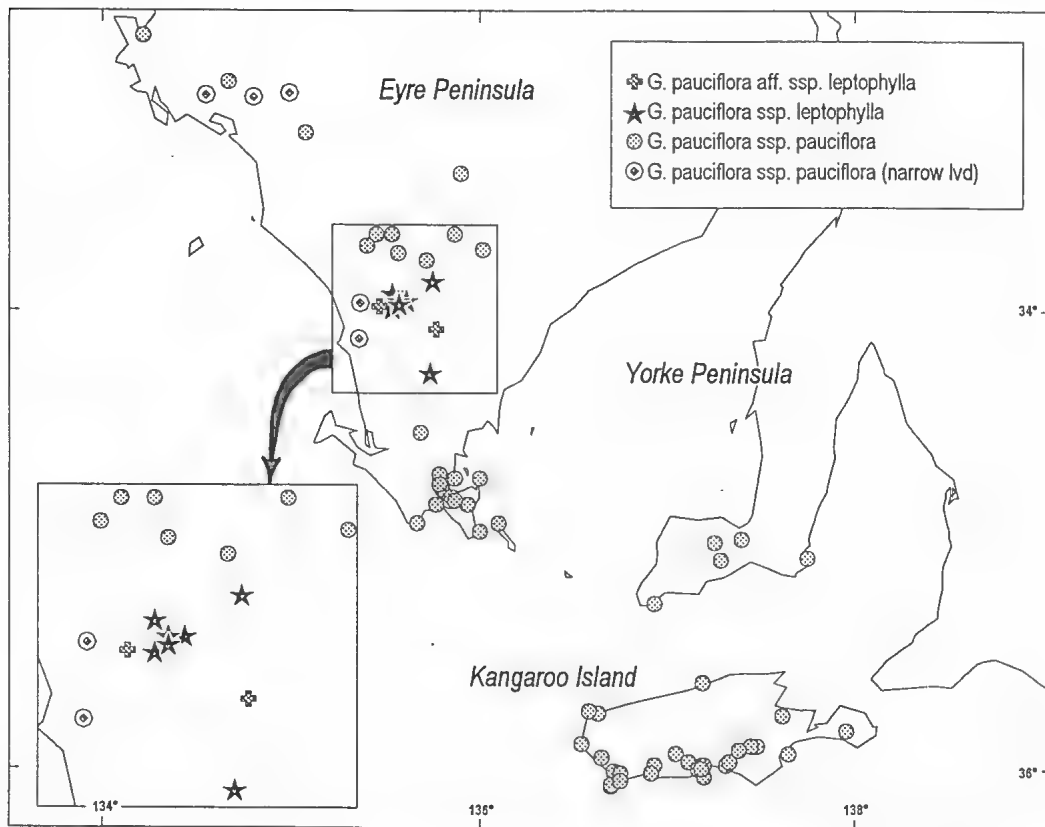 Eyre Peninsula
G. pauciflora aff. ssp. leptophylla
G. pauciflora ssp. leptophylla
G. pauciflora ssp. pauciflora
G. pauciflora ssp. pauciflora (narrow lvd)
34°
Yorke Peninsula
Kangaroo Island
36°
134°
136°
138°